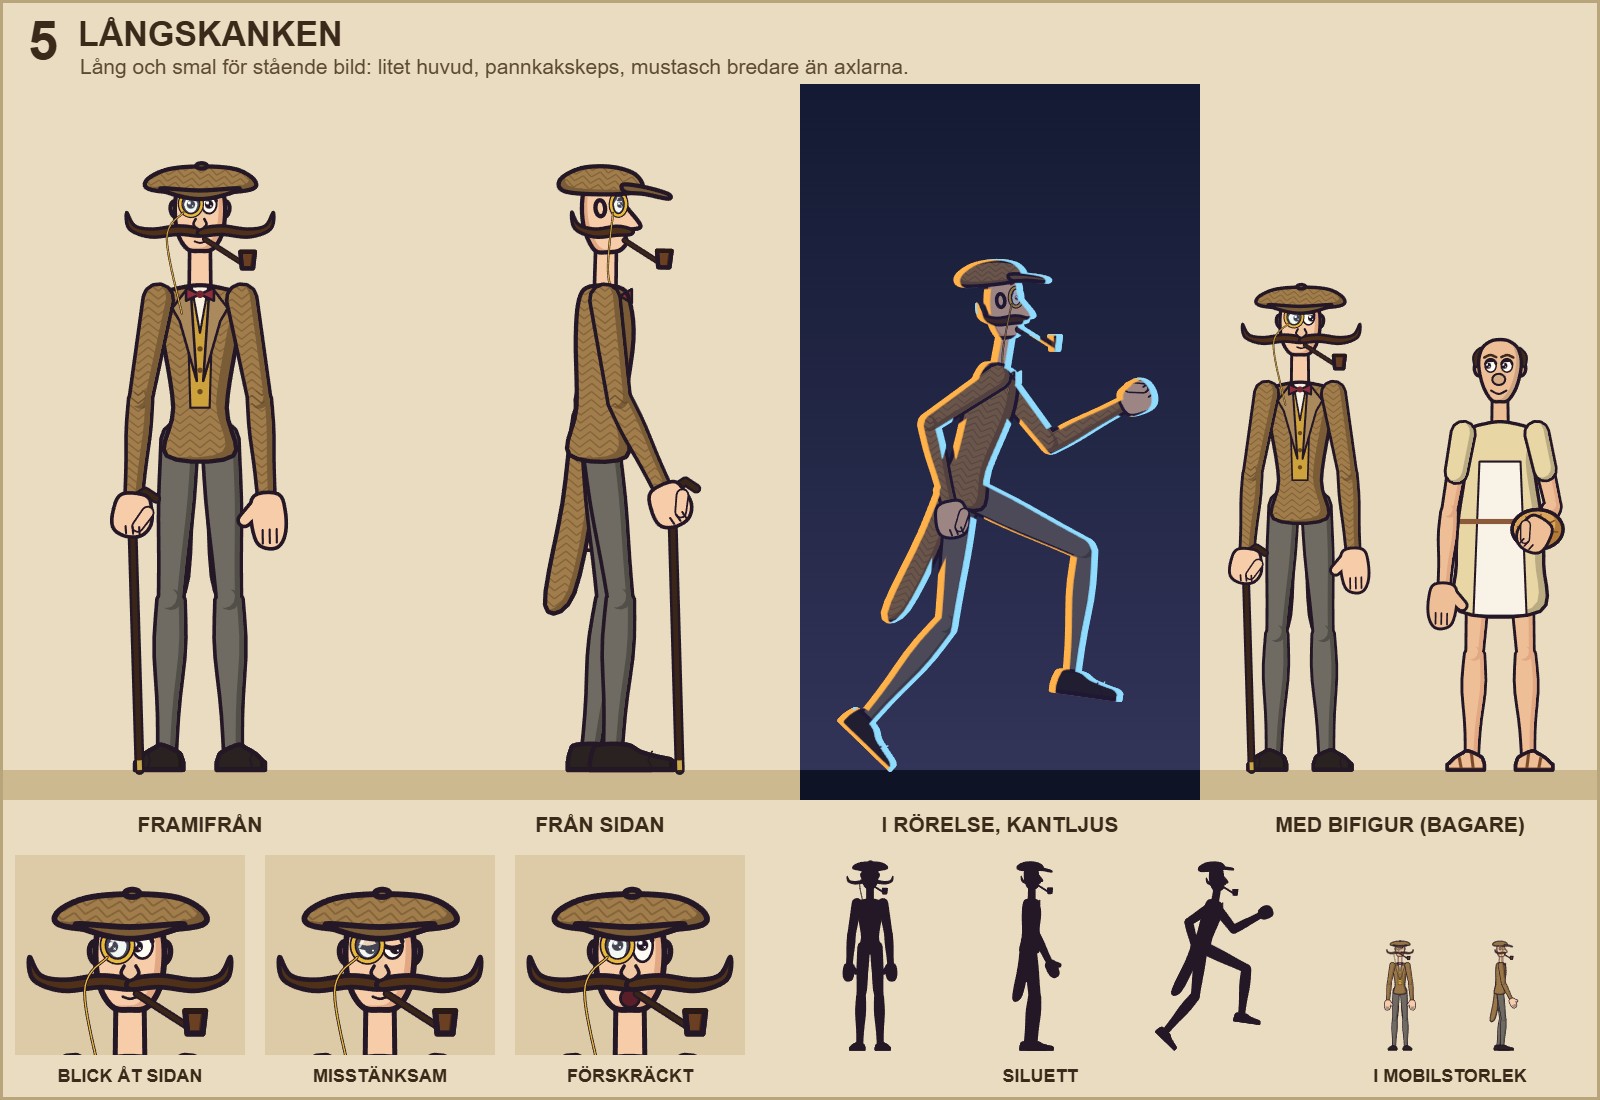 5 LÅNGSKANKEN
Lång och smal för stående bild: litet huvud, pannkakskeps, mustasch bredare än axlarna.
FRAMIFRÅN
FRÅN SIDAN
I RÖRELSE, KANTLJUS
MED BIFIGUR (BAGARE)
BLICK ÅT SIDAN
MISSTÄNKSAM
FÖRSKRÄCKT
SILUETT
I MOBILSTORLEK